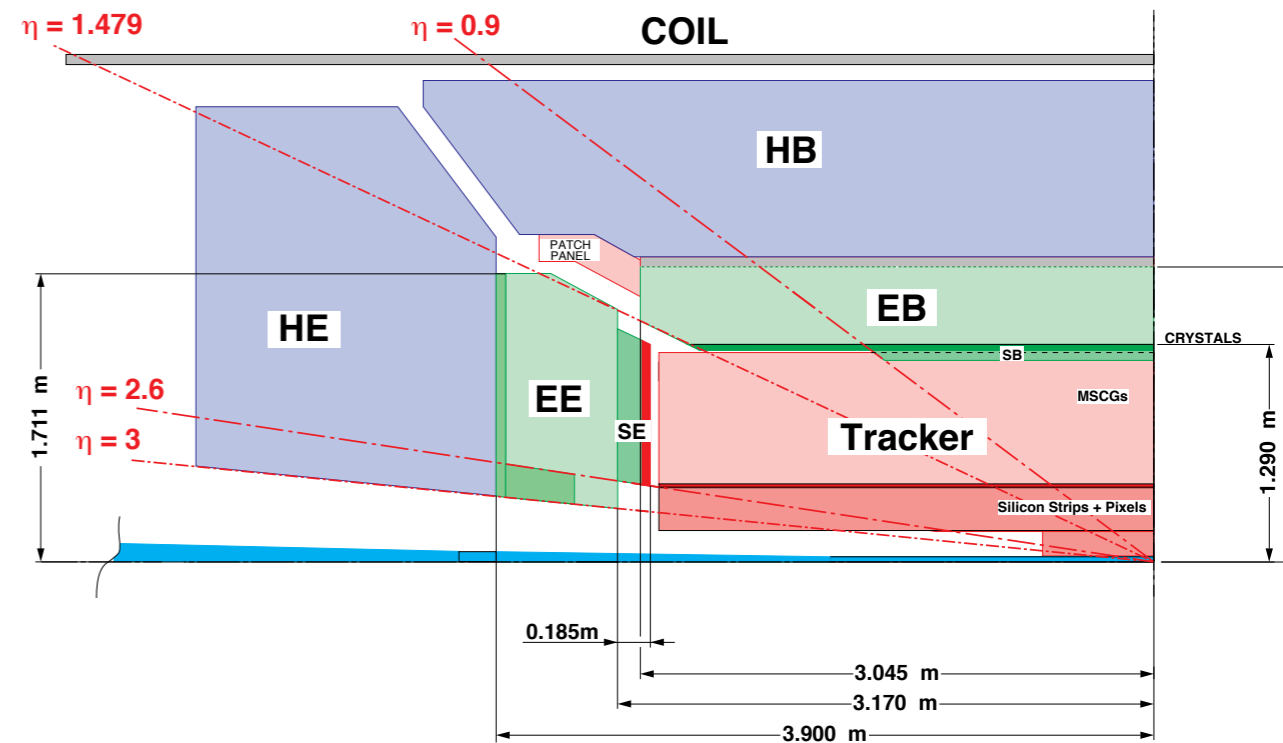 η = 1.479
η = 0.9
COIL
HB
PATCH
PANEL
EB
HE
CRYSTALS
SB
η = 2.6
EE
MSCGs
SE
Tracker
1.711 m
η = 3
1.290 m
Silicon Strips + Pixels
0.185m
3.045 m
3.170 m
3.900 m